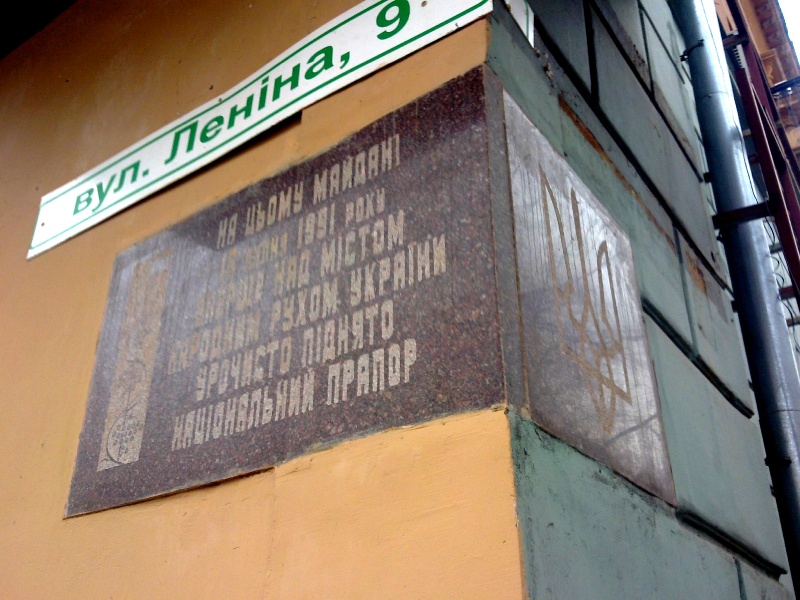 вул. Леніна, 9
НА ЦЬОМУ МАЙДАНІ
1991 РОКУ
ВПЕРШЕ НАД МІСТОМ
НАРОДНИМ РУХОМ УКРАЇНИ
УРОЧИСТО ПІДНЯТО
НАЦІОНАЛЬНИЙ ПРАПОР